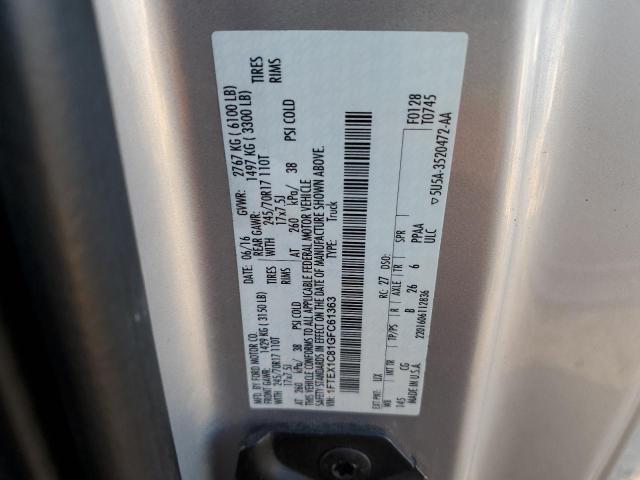 MFD. BY FORD MOTOR CO.
DATE: 06/16 GVWR: 2767 KG ( 6100 LB)
FRONT GAWR: 1429 KG ( 3150 LB) REAR GAWR: 1497 KG ( 3300 LB)
WITH 245/70R17 110T TIRES WITH 245/70R17 110T TIRES
17x7.5J RIMS 17x7.5J RIMS
AT 260 kPa/ 38 PSI COLD AT 260 kPa/ 38 PSI COLD
THIS VEHICLE CONFORMS TO ALL APPLICABLE FEDERAL MOTOR VEHICLE
SAFETY STANDARDS IN EFFECT ON THE DATE OF MANUFACTURE SHOWN ABOVE.
VIN: 1FTEX1C81GFC61363 TYPE: Truck
F0128
T0745
EXT PNT: UX RC: 27 DSO:
WB INT TR TP/PS R AXLE TR SPR
145 CG B 26 6 PPAA
ULC
MADE IN U.S.A. 2201606112836
5U5A-3520472-AA